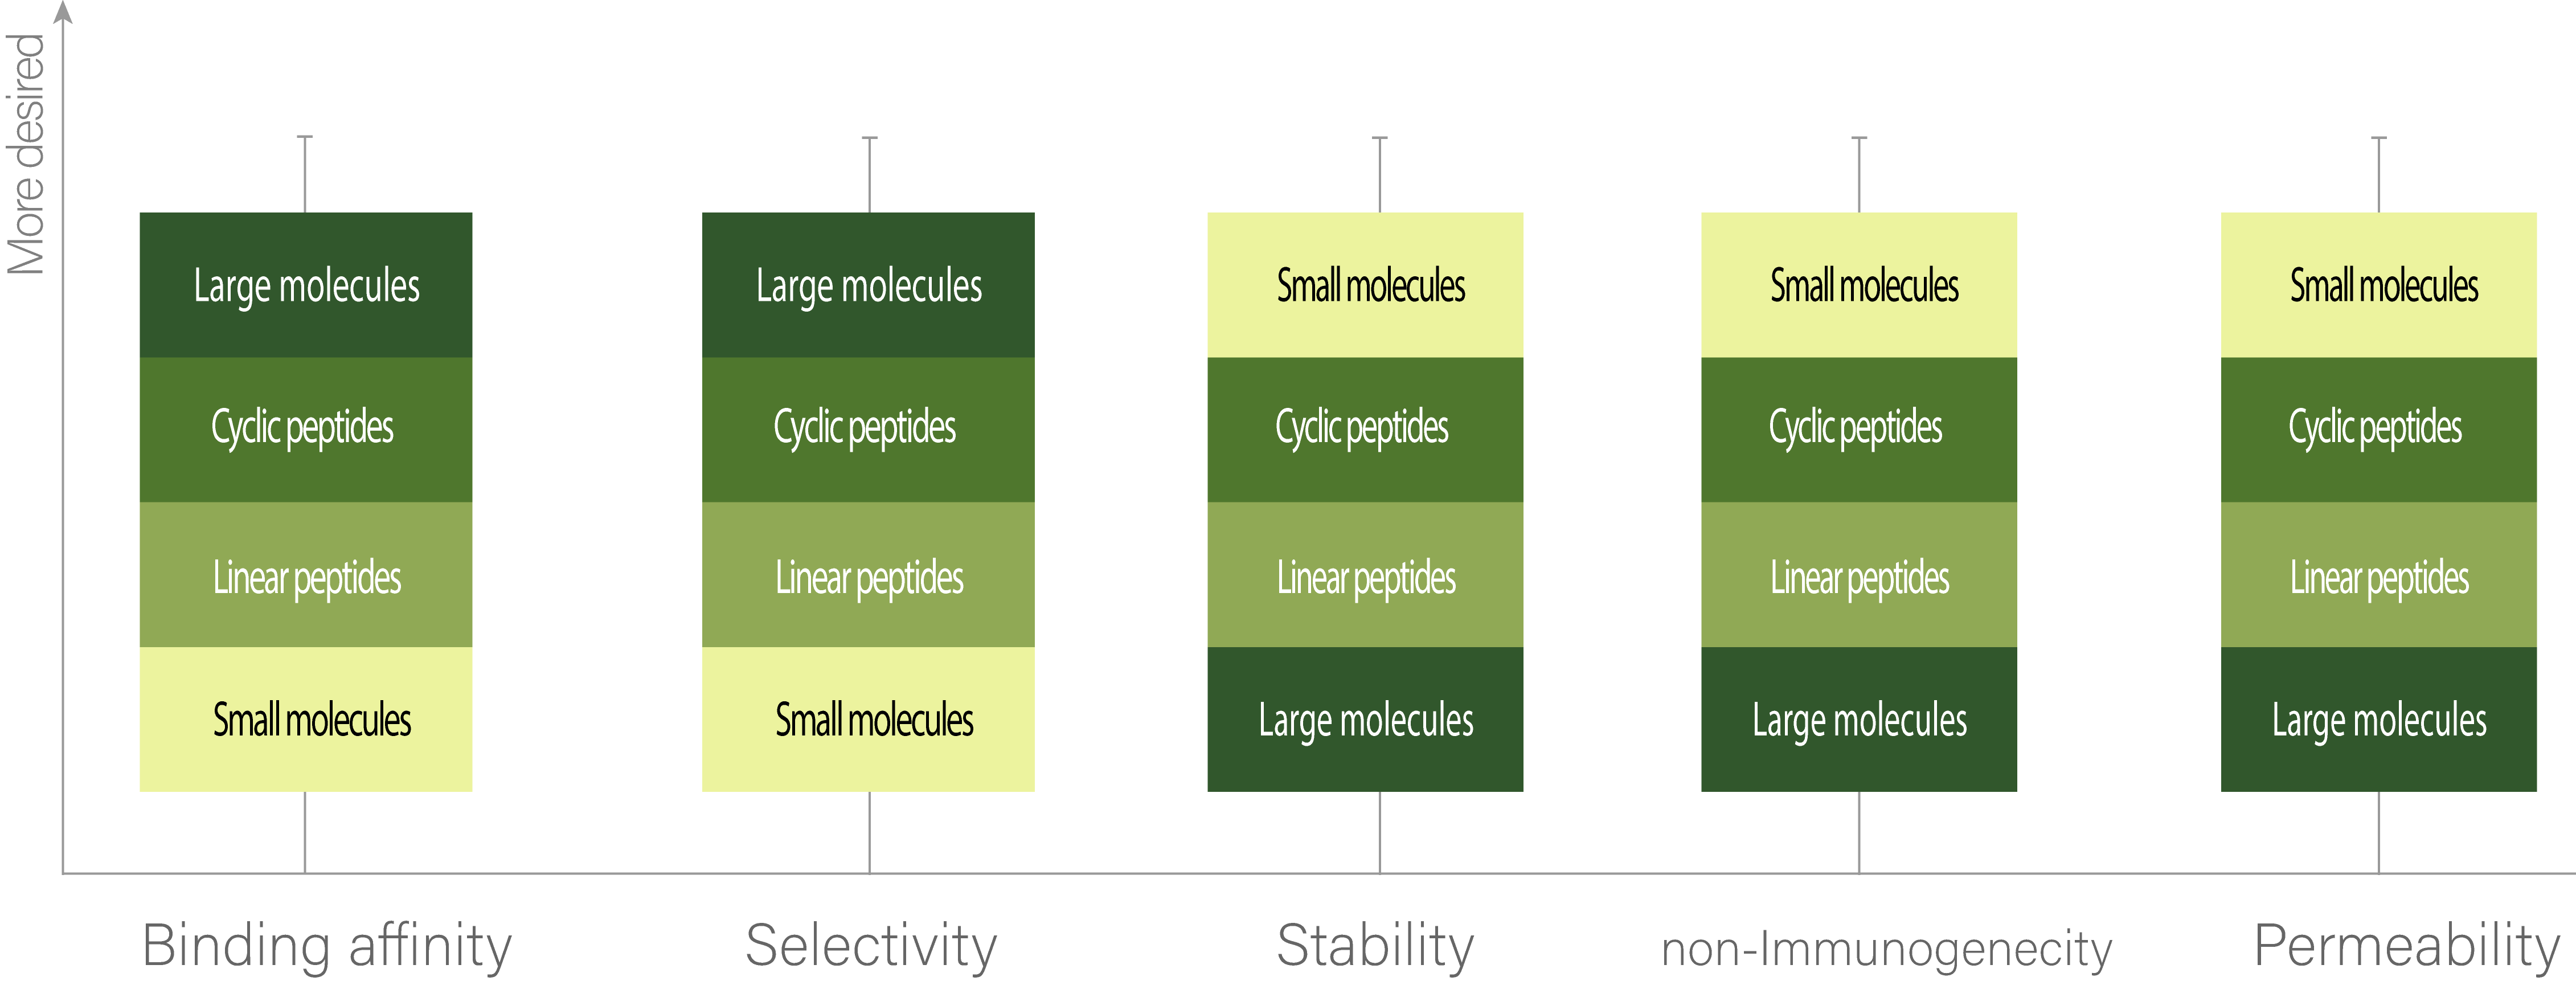 More desired
Large molecules
Cyclic peptides
Linear peptides
Small molecules
Binding affinity
Large molecules
Cyclic peptides
Linear peptides
Small molecules
Selectivity
Small molecules
Cyclic peptides
Linear peptides
Large molecules
Stability
Small molecules
Cyclic peptides
Linear peptides
Large molecules
non-Immunogenecity
Small molecules
Cyclic peptides
Linear peptides
Large molecules
Permeability